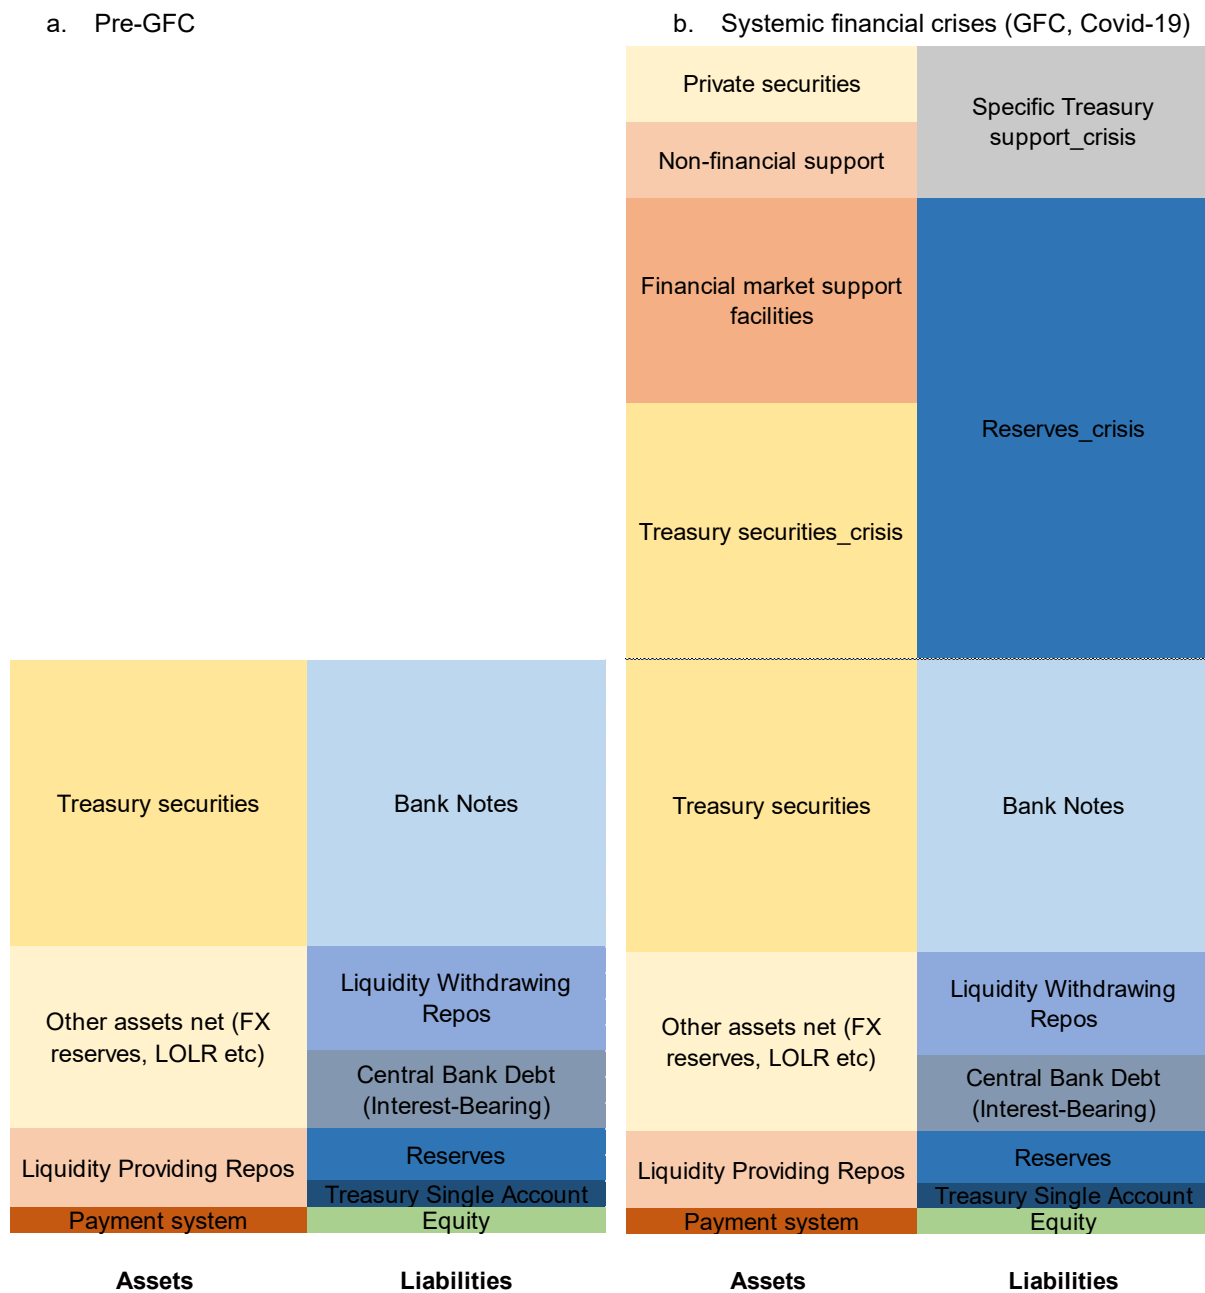 a. Pre-GFC
Treasury securities
Bank Notes
Other assets net (FX
reserves, LOLR etc)
Liquidity Withdrawing
Repos
Central Bank Debt
(Interest-Bearing)
Liquidity Providing Repos
Reserves
Treasury Single Account
Payment system
Equity
Assets
Liabilities
b. Systemic financial crises (GFC, Covid-19)
Private securities
Specific Treasury
support_crisis
Non-financial support
Financial market support
facilities
Reserves_crisis
Treasury securities_crisis
Treasury securities
Bank Notes
Other assets net (FX
reserves, LOLR etc)
Liquidity Withdrawing
Repos
Central Bank Debt
(Interest-Bearing)
Liquidity Providing Repos
Reserves
Treasury Single Account
Payment system
Equity
Assets
Liabilities